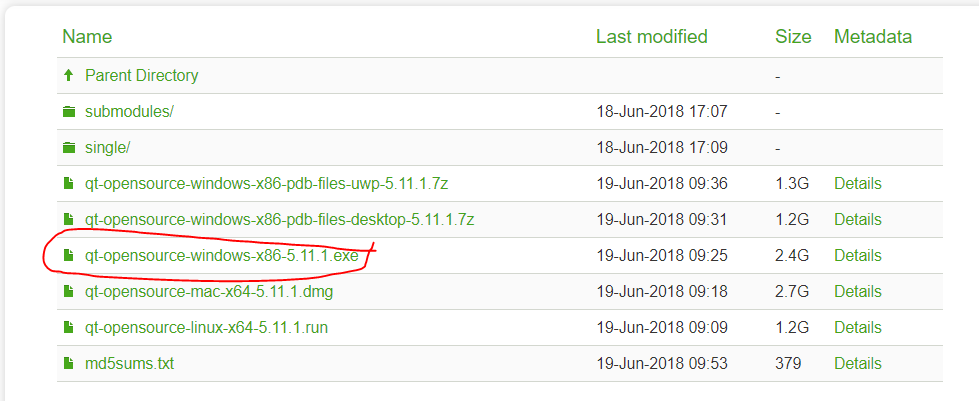 Name Last modified Size Metadata
Parent Directory -
submodules/ 18-Jun-2018 17:07 -
single/ 18-Jun-2018 17:09 -
qt-opensource-windows-x86-pdb-files-uwp-5.11.1.7z 19-Jun-2018 09:36 1.3G Details
qt-opensource-windows-x86-pdb-files-desktop-5.11.1.7z 19-Jun-2018 09:31 1.2G Details
qt-opensource-windows-x86-5.11.1.exe 19-Jun-2018 09:25 2.4G Details
qt-opensource-mac-x64-5.11.1.dmg 19-Jun-2018 09:18 2.7G Details
qt-opensource-linux-x64-5.11.1.run 19-Jun-2018 09:09 1.2G Details
md5sums.txt 19-Jun-2018 09:53 379 Details